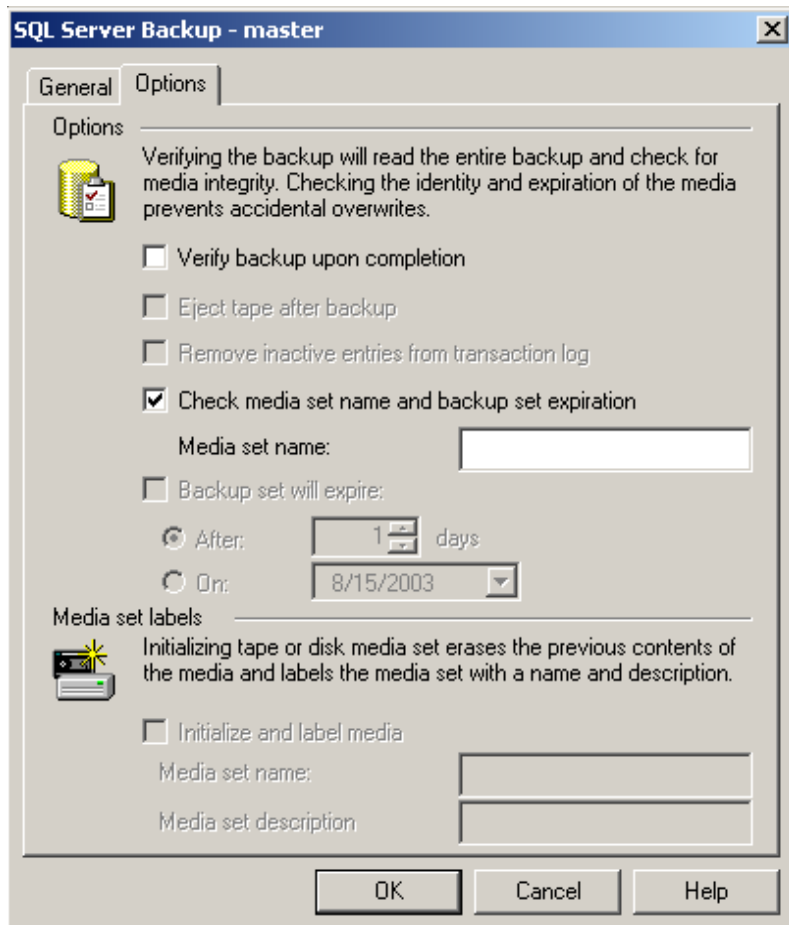 SQL Server Backup - master
General
Options
Options
Verifying the backup will read the entire backup and check for
media integrity. Checking the identity and expiration of the media
prevents accidental overwrites.
Verify backup upon completion
Eject tape after backup
Remove inactive entries from transaction log
Check media set name and backup set expiration
Media set name:
Backup set will expire:
After: 1 days
On: 8/15/2003
Media set labels
Initializing tape or disk media set erases the previous contents of
the media and labels the media set with a name and description.
Initialize and label media
Media set name:
Media set description
OK Cancel Help